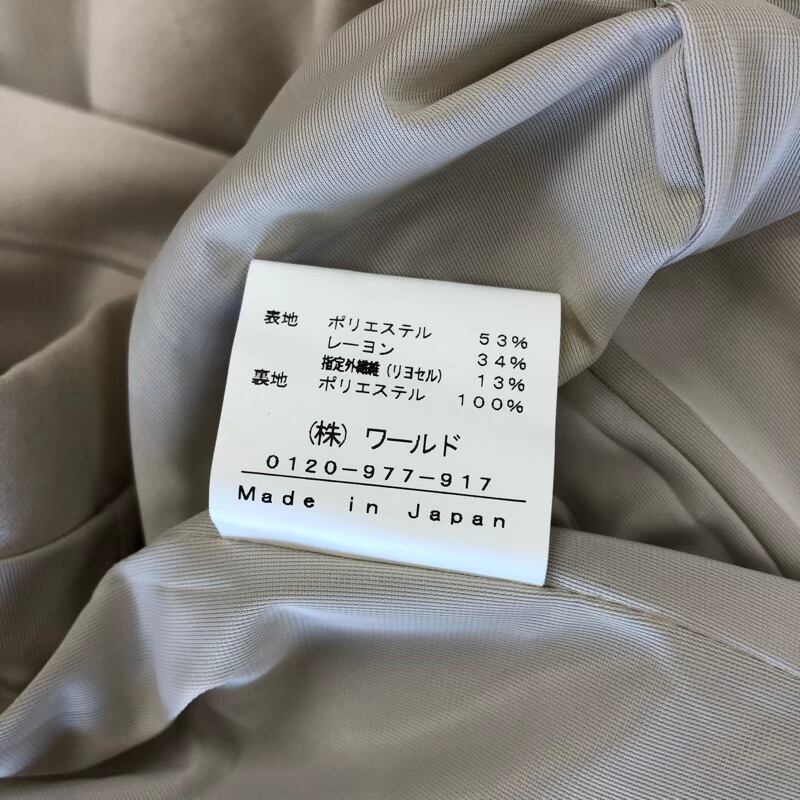 表地 ポリエステル 53%
レーヨン 34%
指定外繊維(リヨセル) 13%
裏地 ポリエステル 100%
(株)ワールド
0120-977-917
Made in Japan